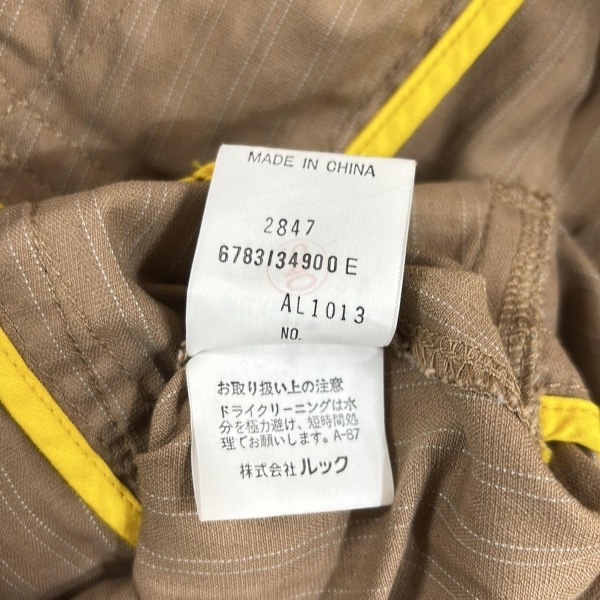 MADE IN CHINA
2847
6783134900 E
AL1013
NO.
お取り扱い上の注意
ドライクリーニングは水
分を極力避け、短時間処
理でお願いします。A-87
株式会社 ルック